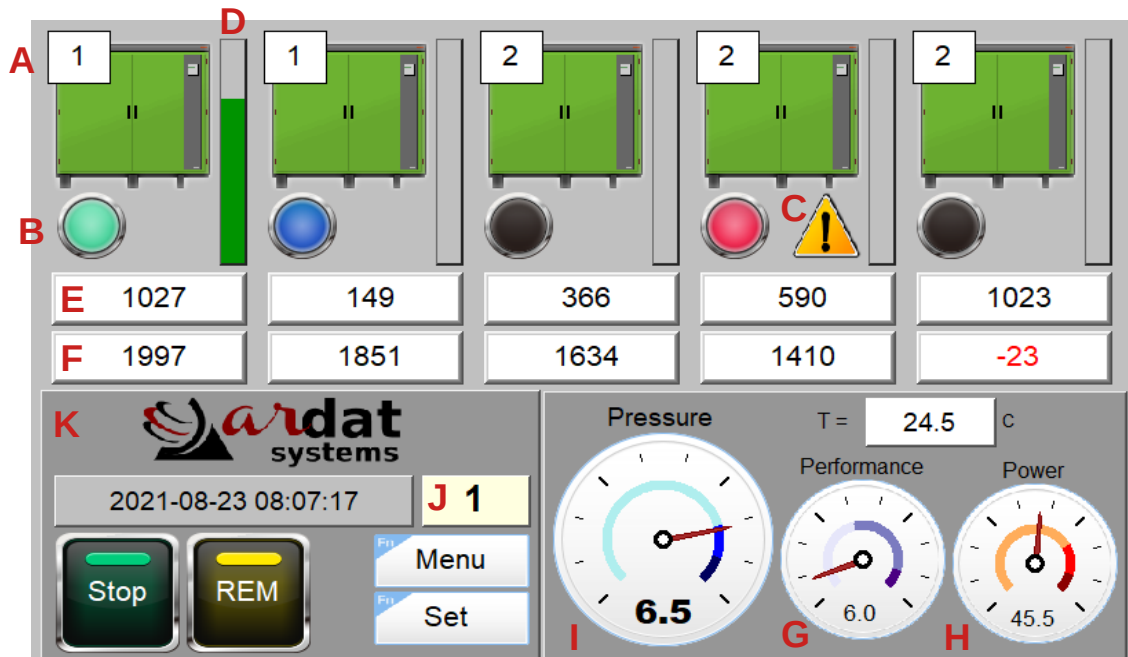 D
A 1 1 2 2 2
B C
E 1027 149 366 590 1023
F 1997 1851 1634 1410 -23
K ardat
systems
2021-08-23 08:07:17 J 1
Stop REM
Fn Menu
Fn Set
Pressure T = 24.5 C
Performance Power
6.5 6.0 45.5
I G H